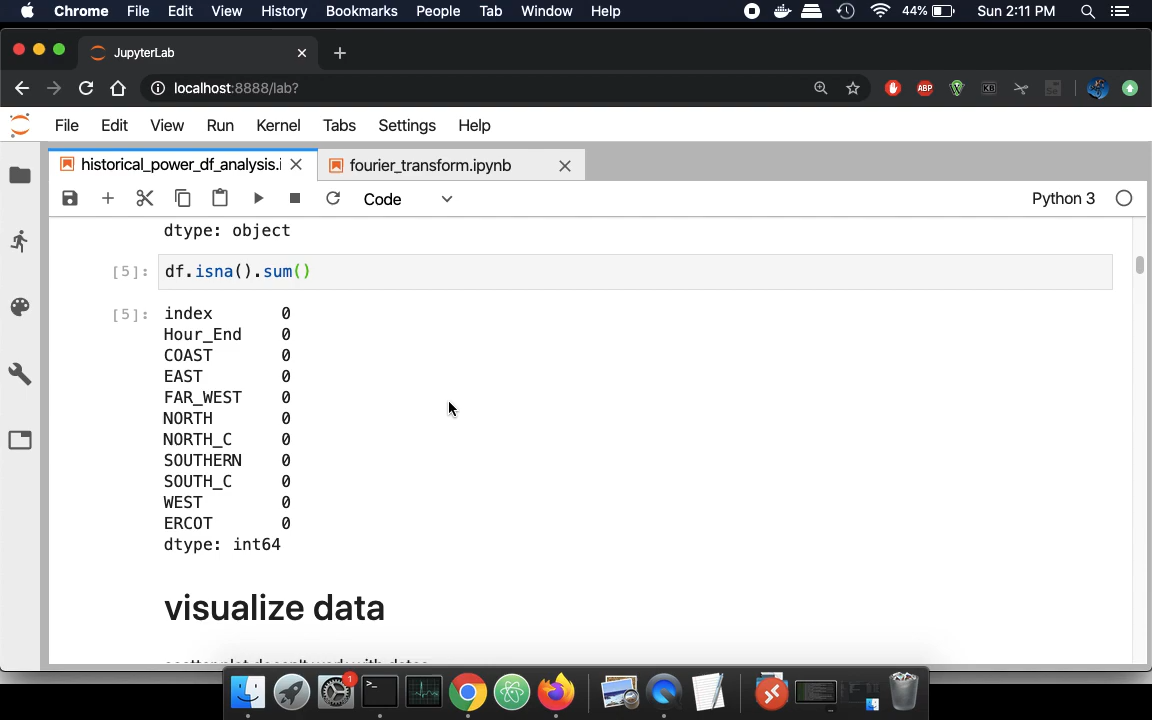 Chrome File Edit View History Bookmarks People Tab Window Help 44% Sun 2:11 PM
JupyterLab
localhost:8888/lab?
ABP
KB
File Edit View Run Kernel Tabs Settings Help
historical_power_df_analysis.i
fourier_transform.ipynb
Code
Python 3
dtype: object
[5]: df.isna().sum()
[5]: index 0
Hour_End 0
COAST 0
EAST 0
FAR_WEST 0
NORTH 0
NORTH_C 0
SOUTHERN 0
SOUTH_C 0
WEST 0
ERCOT 0
dtype: int64
visualize data
1